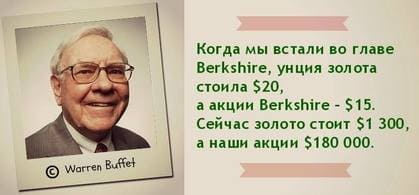 © Warren Buffet
Когда мы встали во главе
Berkshire, унция золота
стоила $20,
а акции Berkshire - $15.
Сейчас золото стоит $1 300,
а наши акции $180 000.